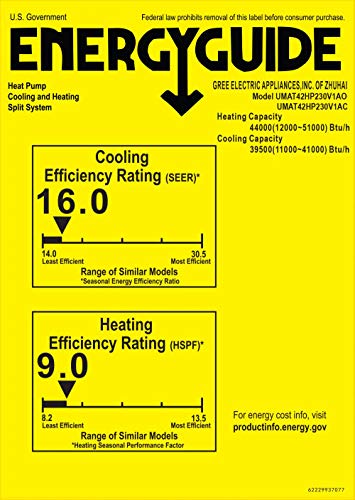 U.S. Government
Federal law prohibits removal of this label before consumer purchase.
ENERGYGUIDE
Heat Pump
Cooling and Heating
Split System
GREE ELECTRIC APPLIANCES,INC. OF ZHUHAI
Model UMAT42HP230V1AO
UMAT42HP230V1AC
Heating Capacity
44000(12000~51000) Btu/h
Cooling Capacity
39500(11000~41000) Btu/h
Cooling
Efficiency Rating (SEER)*
16.0
14.0 30.5
Least Efficient Most Efficient
Range of Similar Models
*Seasonal Energy Efficiency Ratio
Heating
Efficiency Rating (HSPF)*
9.0
8.2 13.5
Least Efficient Most Efficient
Range of Similar Models
*Heating Seasonal Performance Factor
For energy cost info, visit
productinfo.energy.gov
62229937077